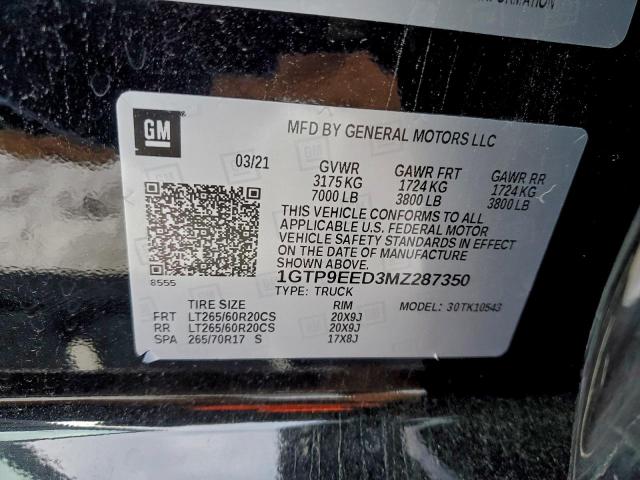 INFORMATION
GM
MFD BY GENERAL MOTORS LLC
03/21 GVWR GAWR FRT GAWR RR
3175 KG 1724 KG 1724 KG
7000 LB 3800 LB 3800 LB
THIS VEHICLE CONFORMS TO ALL
APPLICABLE U.S. FEDERAL MOTOR
VEHICLE SAFETY STANDARDS IN EFFECT
ON THE DATE OF MANUFACTURE
SHOWN ABOVE.
8555
1GTP9EED3MZ287350
TYPE: TRUCK
TIRE SIZE RIM MODEL: 30TK10543
FRT LT265/60R20CS 20X9J
RR LT265/60R20CS 20X9J
SPA 265/70R17 S 17X8J